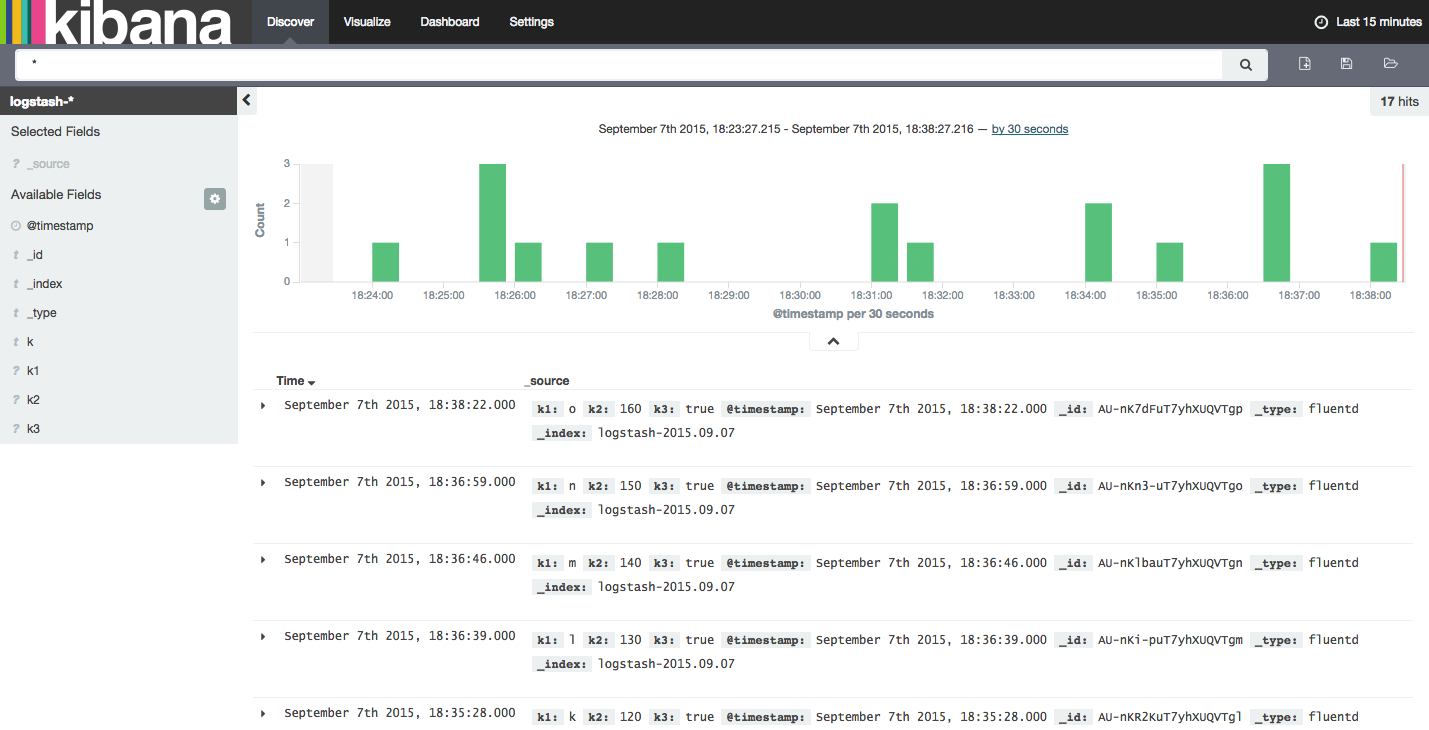 kibana Discover Visualize Dashboard Settings Last 15 minutes
*
logstash-*
17 hits
Selected Fields
? _source
Available Fields
@timestamp
t _id
t _index
t _type
t k
? k1
? k2
? k3
September 7th 2015, 18:23:27.215 - September 7th 2015, 18:38:27.216 — by 30 seconds
Count
3
2
1
0
18:24:00 18:25:00 18:26:00 18:27:00 18:28:00 18:29:00 18:30:00 18:31:00 18:32:00 18:33:00 18:34:00 18:35:00 18:36:00 18:37:00 18:38:00
@timestamp per 30 seconds
Time _source
September 7th 2015, 18:38:22.000 k1: o k2: 160 k3: true @timestamp: September 7th 2015, 18:38:22.000 _id: AU-nK7dFuT7yhXUQVTgp _type: fluentd
_index: logstash-2015.09.07
September 7th 2015, 18:36:59.000 k1: n k2: 150 k3: true @timestamp: September 7th 2015, 18:36:59.000 _id: AU-nKn3-uT7yhXUQVTgo _type: fluentd
_index: logstash-2015.09.07
September 7th 2015, 18:36:46.000 k1: m k2: 140 k3: true @timestamp: September 7th 2015, 18:36:46.000 _id: AU-nKlbauT7yhXUQVTgn _type: fluentd
_index: logstash-2015.09.07
September 7th 2015, 18:36:39.000 k1: l k2: 130 k3: true @timestamp: September 7th 2015, 18:36:39.000 _id: AU-nKi-puT7yhXUQVTgm _type: fluentd
_index: logstash-2015.09.07
September 7th 2015, 18:35:28.000 k1: k k2: 120 k3: true @timestamp: September 7th 2015, 18:35:28.000 _id: AU-nKR2KuT7yhXUQVTgl _type: fluentd